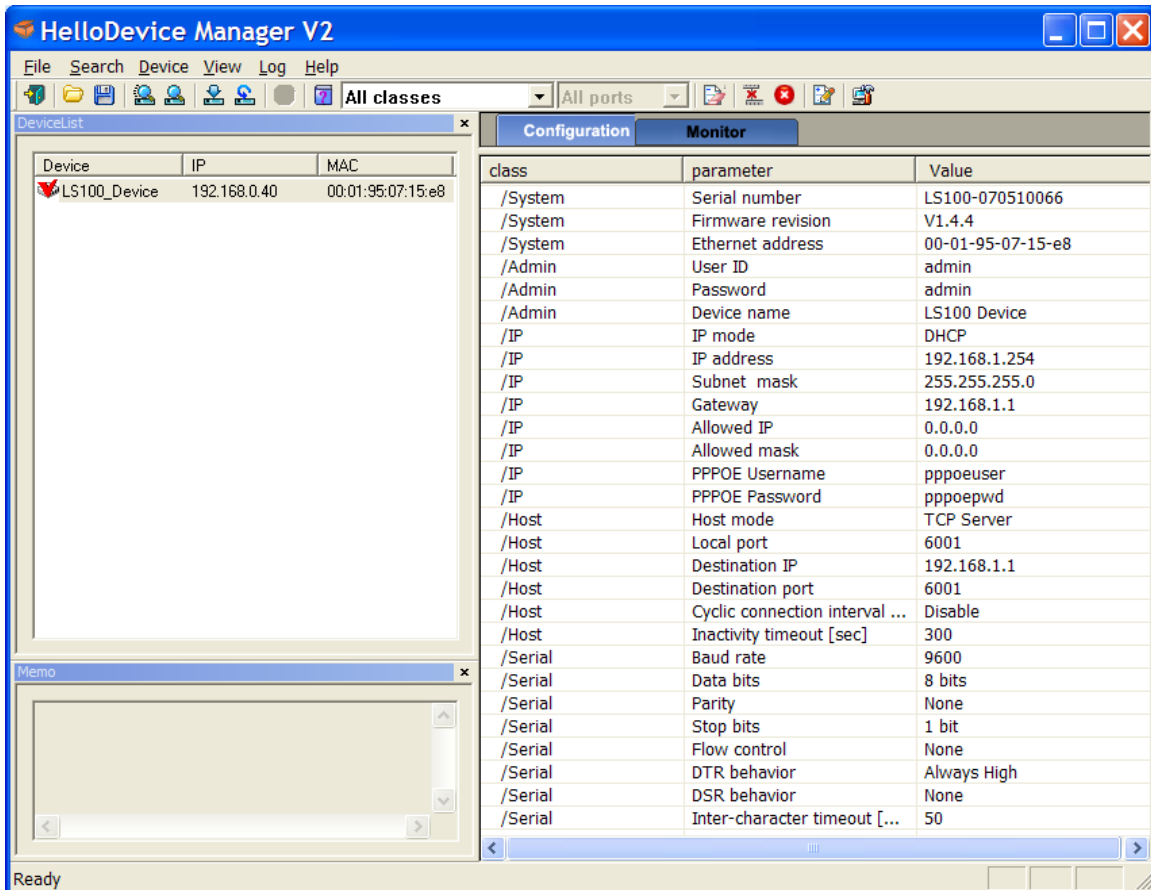 HelloDevice Manager V2
File Search Device View Log Help
All classes All ports
DeviceList
Device IP MAC
LS100_Device 192.168.0.40 00:01:95:07:15:e8
Memo
Configuration Monitor
class parameter Value
/System Serial number LS100-070510066
/System Firmware revision V1.4.4
/System Ethernet address 00-01-95-07-15-e8
/Admin User ID admin
/Admin Password admin
/Admin Device name LS100 Device
/IP IP mode DHCP
/IP IP address 192.168.1.254
/IP Subnet mask 255.255.255.0
/IP Gateway 192.168.1.1
/IP Allowed IP 0.0.0.0
/IP Allowed mask 0.0.0.0
/IP PPPOE Username pppoeuser
/IP PPPOE Password pppoepwd
/Host Host mode TCP Server
/Host Local port 6001
/Host Destination IP 192.168.1.1
/Host Destination port 6001
/Host Cyclic connection interval ... Disable
/Host Inactivity timeout [sec] 300
/Serial Baud rate 9600
/Serial Data bits 8 bits
/Serial Parity None
/Serial Stop bits 1 bit
/Serial Flow control None
/Serial DTR behavior Always High
/Serial DSR behavior None
/Serial Inter-character timeout [... 50
Ready